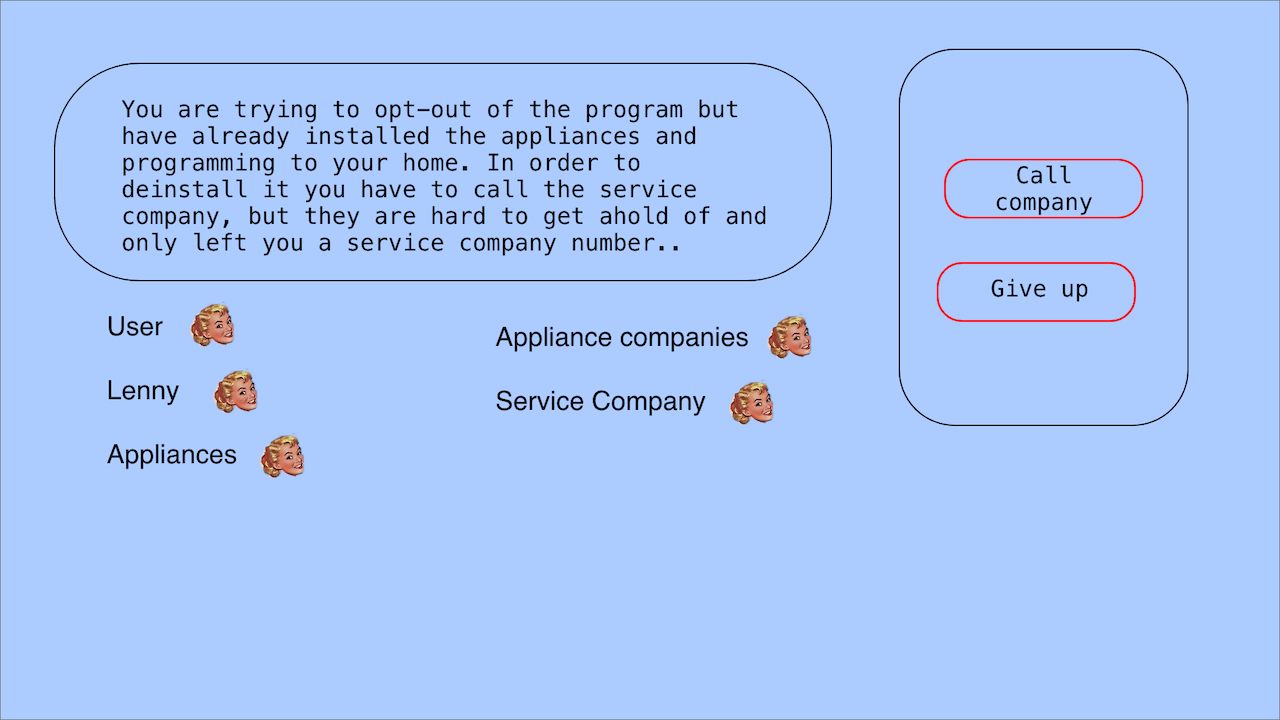 You are trying to opt-out of the program but
have already installed the appliances and
programming to your home. In order to
deinstall it you have to call the service
company, but they are hard to get ahold of and
only left you a service company number..
Call
company
Give up
User
Lenny
Appliances
Appliance companies
Service Company